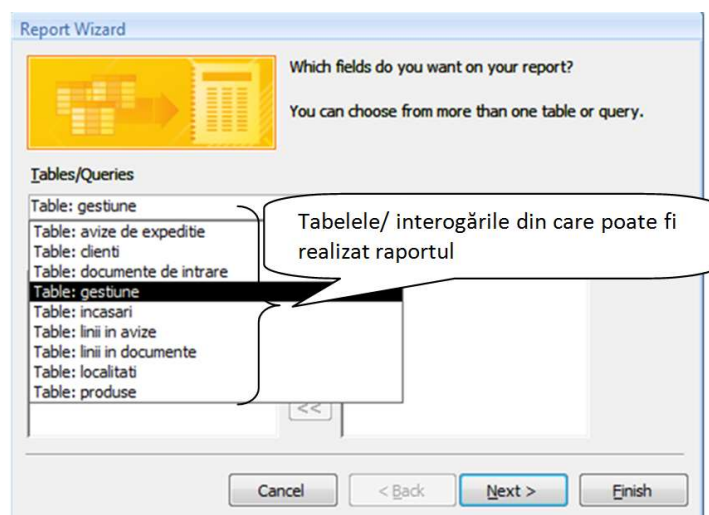 Report Wizard
Which fields do you want on your report?
You can choose from more than one table or query.
Tables/Queries
Table: gestiune
Tabelele/ interogările din care poate fi
realizat raportul
Table: avize de expeditie
Table: clienti
Table: documente de intrare
Table: gestiune
Table: incasari
Table: linii in avize
Table: linii in documente
Table: localitati
Table: produse
<<
Cancel
< Back
Next >
Finish